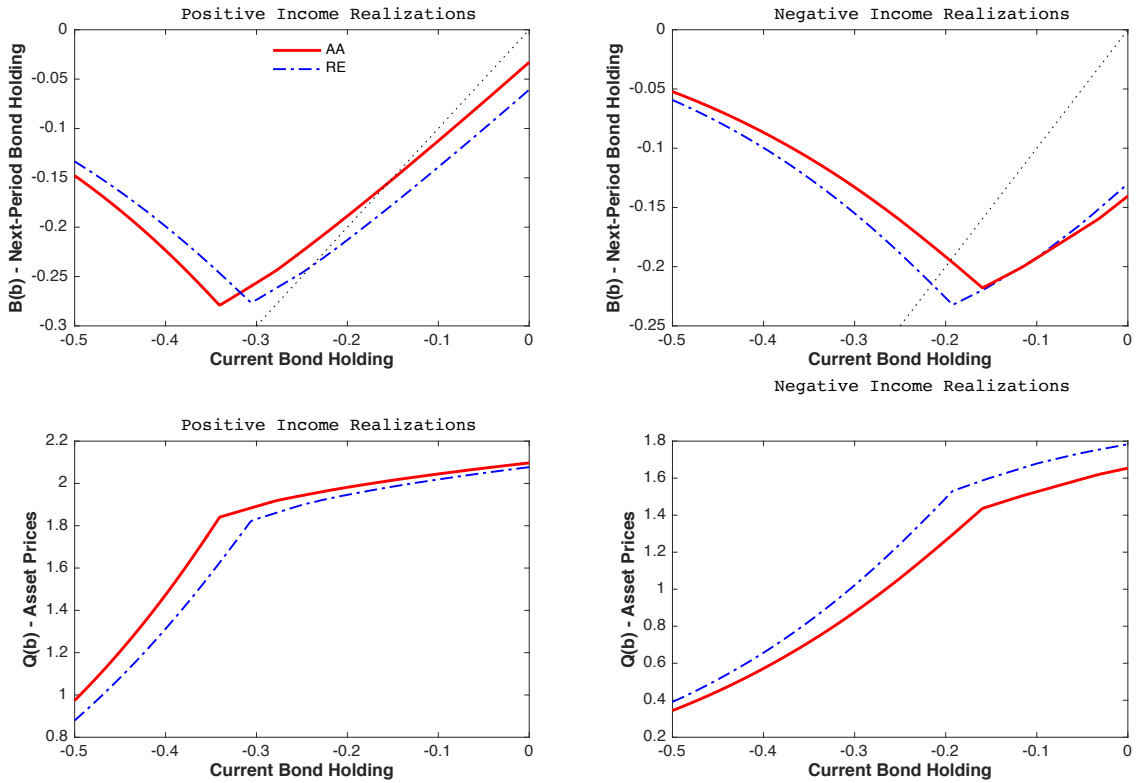 Positive Income Realizations
0
-0.05
-0.1
-0.15
-0.2
-0.25
-0.3
B(b) - Next-Period Bond Holding
AA
RE
-0.5 -0.4 -0.3 -0.2 -0.1 0
Current Bond Holding
Negative Income Realizations
0
-0.05
-0.1
-0.15
-0.2
-0.25
B(b) - Next-Period Bond Holding
-0.5 -0.4 -0.3 -0.2 -0.1 0
Current Bond Holding
Positive Income Realizations
2.2
2
1.8
1.6
1.4
1.2
1
0.8
Q(b) - Asset Prices
-0.5 -0.4 -0.3 -0.2 -0.1 0
Current Bond Holding
Negative Income Realizations
1.8
1.6
1.4
1.2
1
0.8
0.6
0.4
0.2
Q(b) - Asset Prices
-0.5 -0.4 -0.3 -0.2 -0.1 0
Current Bond Holding